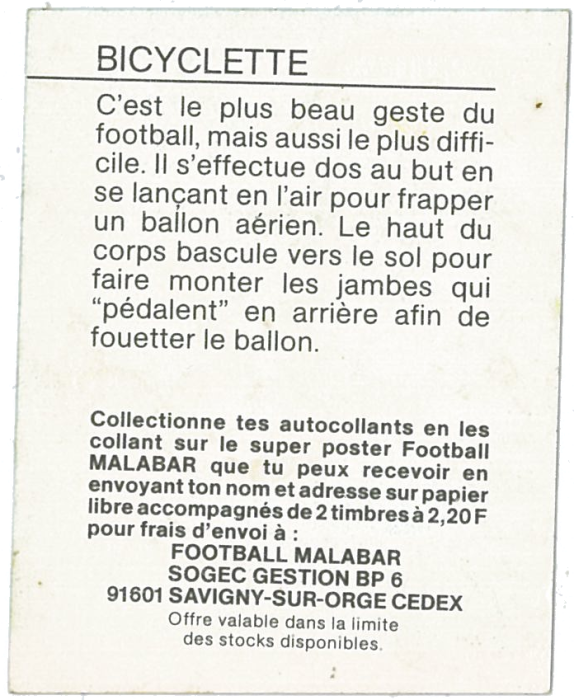 BICYCLETTE
C'est le plus beau geste du
football, mais aussi le plus diffi-
cile. Il s'effectue dos au but en
se lançant en l'air pour frapper
un ballon aérien. Le haut du
corps bascule vers le sol pour
faire monter les jambes qui
“pédalent” en arrière afin de
fouetter le ballon.
Collectionne tes autocollants en les
collant sur le super poster Football
MALABAR que tu peux recevoir en
envoyant ton nom et adresse sur papier
libre accompagnés de 2 timbres à 2,20 F
pour frais d'envoi à :
FOOTBALL MALABAR
SOGEC GESTION BP 6
91601 SAVIGNY-SUR-ORGE CEDEX
Offre valable dans la limite
des stocks disponibles.